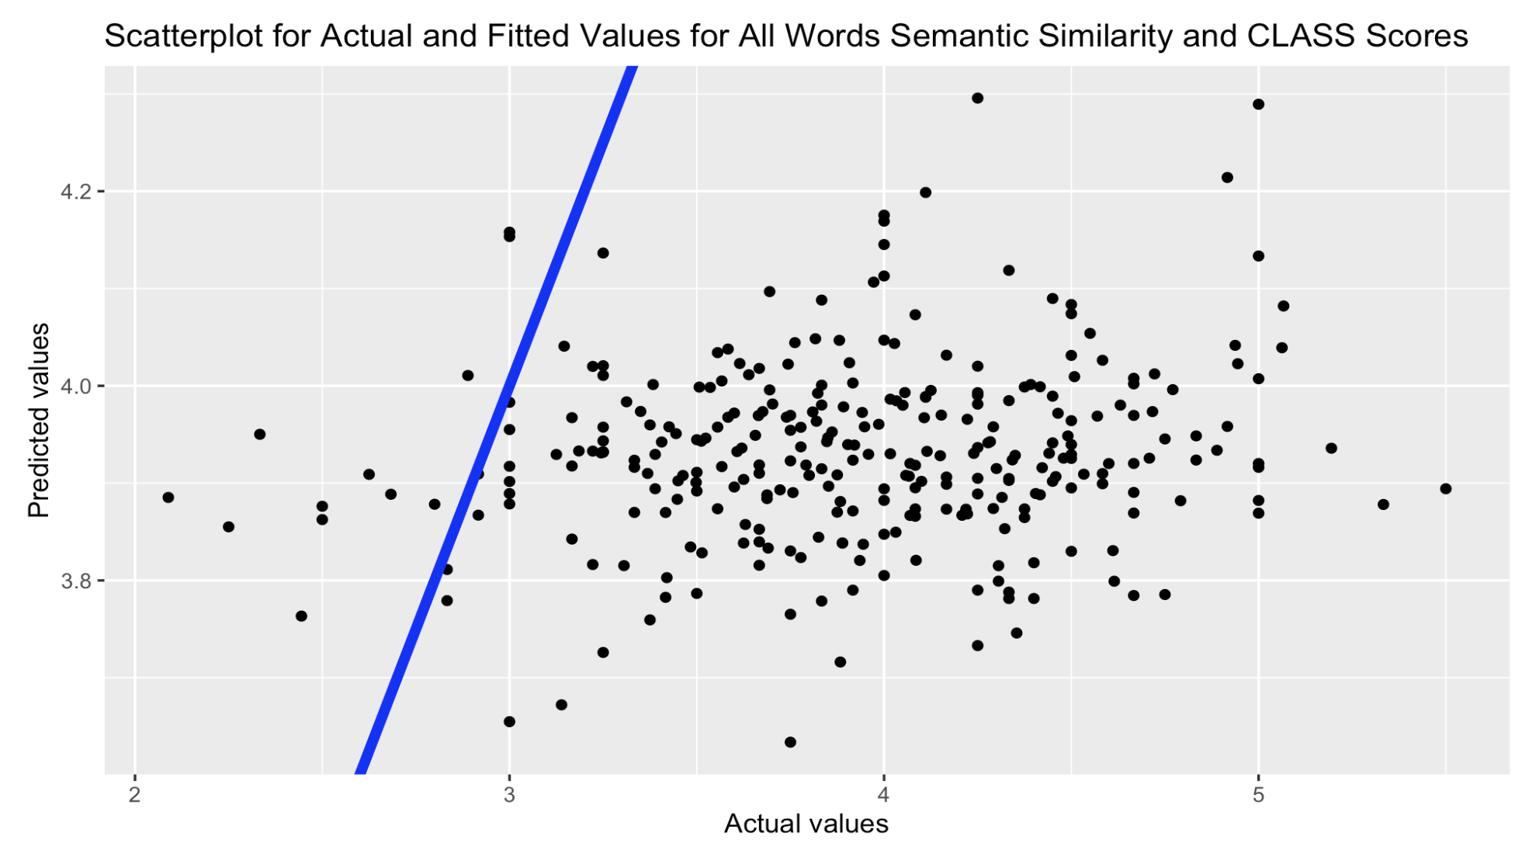 Scatterplot for Actual and Fitted Values for All Words Semantic Similarity and CLASS Scores
4.2
4.0
3.8
Predicted values
2
3
4
5
Actual values